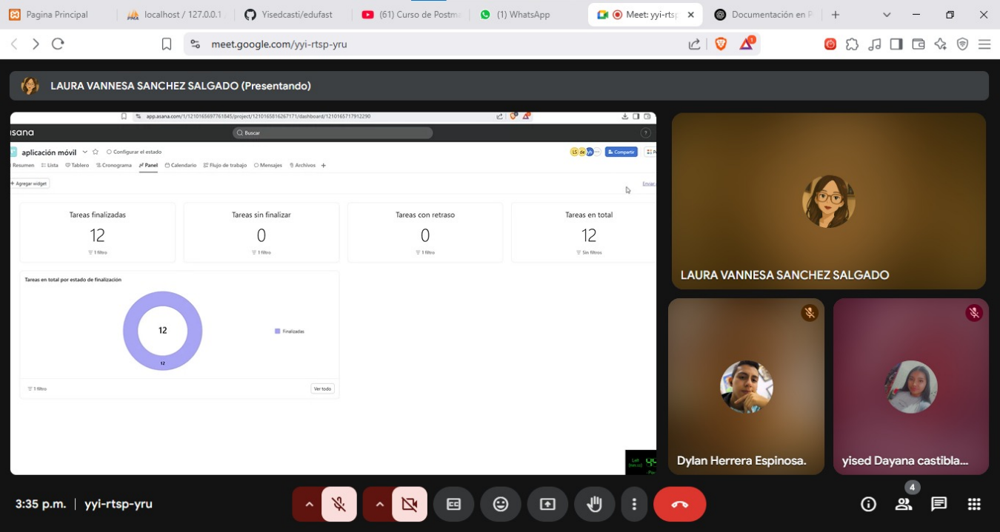 Pagina Principal
localhost / 127.0.0.1
Yisedcasti/edufast
(61) Curso de Postma
(1) WhatsApp
Meet: yyi-rtsp
Documentación en P
meet.google.com/yyi-rtsp-yru
1
LAURA VANNESA SANCHEZ SALGADO (Presentando)
app.asana.com/1/1210165697761845/project/1210165816267171/dashboard/1210165717912290
sana
Buscar
?
aplicación móvil
Configurar el estado
LS
de
Compartir
Resumen
Lista
Tablero
Cronograma
Panel
Calendario
Flujo de trabajo
Mensajes
Archivos
+
+ Agregar widget
Enviar
Tareas finalizadas
12
1 filtro
Tareas sin finalizar
0
1 filtro
Tareas con retraso
0
1 filtro
Tareas en total
12
Sin filtros
Tareas en total por estado de finalización
12
12
Finalizadas
1 filtro
Ver todo
LAURA VANNESA SANCHEZ SALGADO
Dylan Herrera Espinosa.
yised Dayana castibla...
3:35 p.m. | yyi-rtsp-yru
4